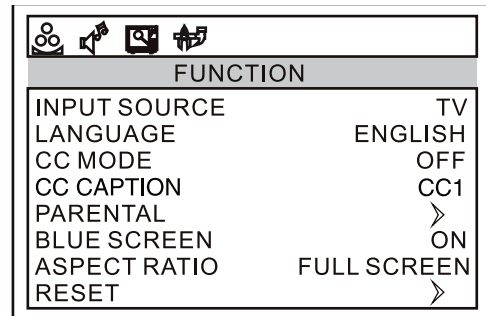 FUNCTION
INPUT SOURCE TV
LANGUAGE ENGLISH
CC MODE OFF
CC CAPTION CC1
PARENTAL
BLUE SCREEN ON
ASPECT RATIO FULL SCREEN
RESET